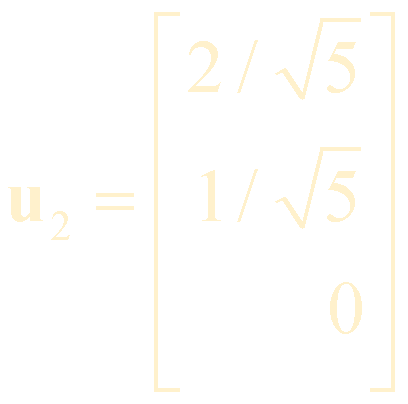 2 / √5
u₂ = 1 / √5
0